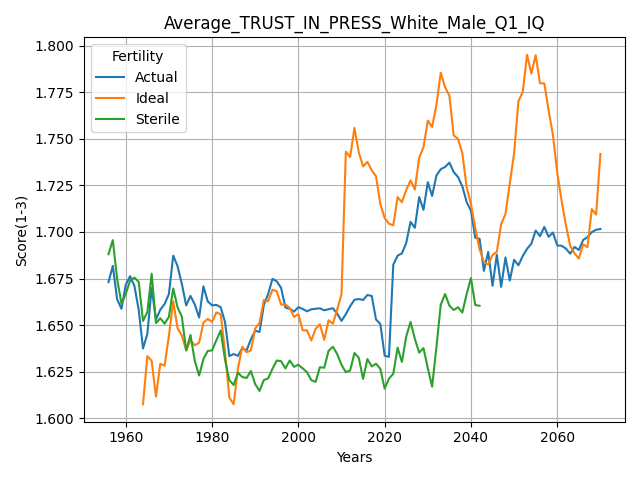 Average_TRUST_IN_PRESS_White_Male_Q1_IQ
Fertility
Actual
Ideal
Sterile
Score(1-3)
1.800
1.775
1.750
1.725
1.700
1.675
1.650
1.625
1.600
1960 1980 2000 2020 2040 2060
Years